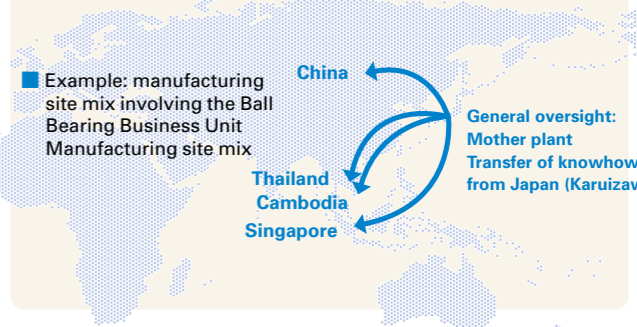 Example: manufacturing
site mix involving the Ball
Bearing Business Unit
Manufacturing site mix
China
General oversight:
Mother plant
Transfer of knowhow
from Japan
Thailand
Cambodia
Singapore